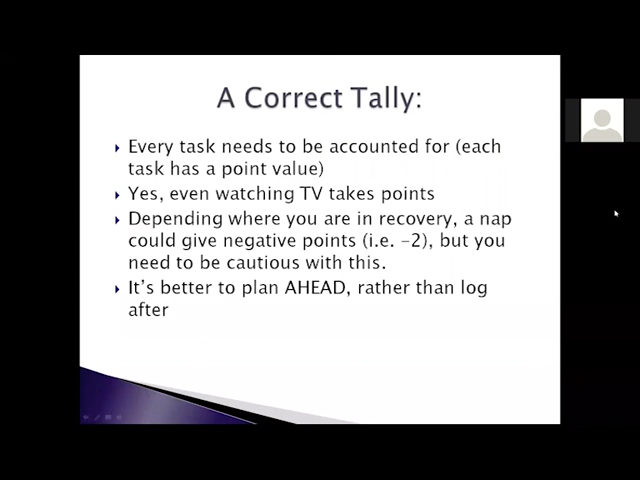 A Correct Tally:
Every task needs to be accounted for (each
task has a point value)
Yes, even watching TV takes points
Depending where you are in recovery, a nap
could give negative points (i.e. -2), but you
need to be cautious with this.
It's better to plan AHEAD, rather than log
after